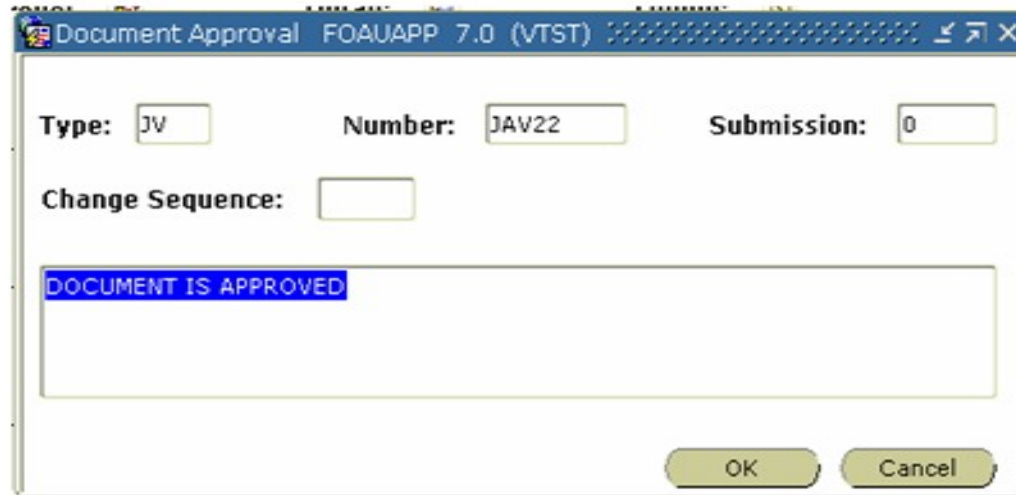 Document Approval FOAUAPP 7.0 (VTST)
Type: JV Number: JAV22 Submission: 0
Change Sequence:
DOCUMENT IS APPROVED
OK Cancel